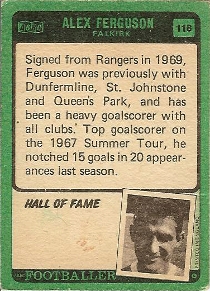 ALEX FERGUSON
FALKIRK
116
Signed from Rangers in 1969,
Ferguson was previously with
Dunfermline, St. Johnstone
and Queen's Park, and has
been a heavy goalscorer with
all clubs. Top goalscorer on
the 1967 Summer Tour, he
notched 15 goals in 20 appear-
ances last season.
HALL OF FAME
FOOTBALLER